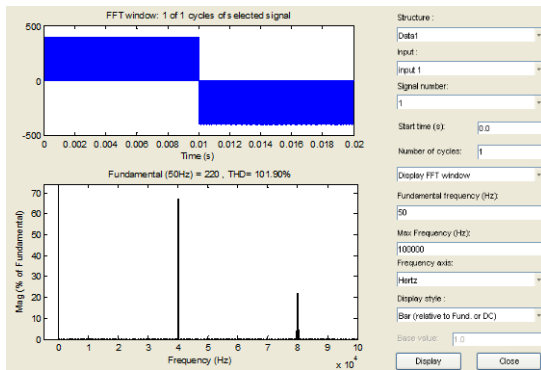 FFT window: 1 of 1 cycles of selected signal
500
0
-500
0 0.002 0.004 0.006 0.008 0.01 0.012 0.014 0.016 0.018 0.02
Time (s)
Fundamental (50Hz) = 220 , THD= 101.90%
Mag (% of Fundamental)
70
60
50
40
30
20
10
0
0 1 2 3 4 5 6 7 8 9 10
Frequency (Hz)
x 10^4
Structure :
Data1
Input :
input 1
Signal number:
1
Start time (s): 0.0
Number of cycles: 1
Display FFT window
Fundamental frequency (Hz):
50
Max Frequency (Hz):
100000
Frequency axis:
Hertz
Display style :
Bar (relative to Fund. or DC)
Base value: 1.0
Display Close